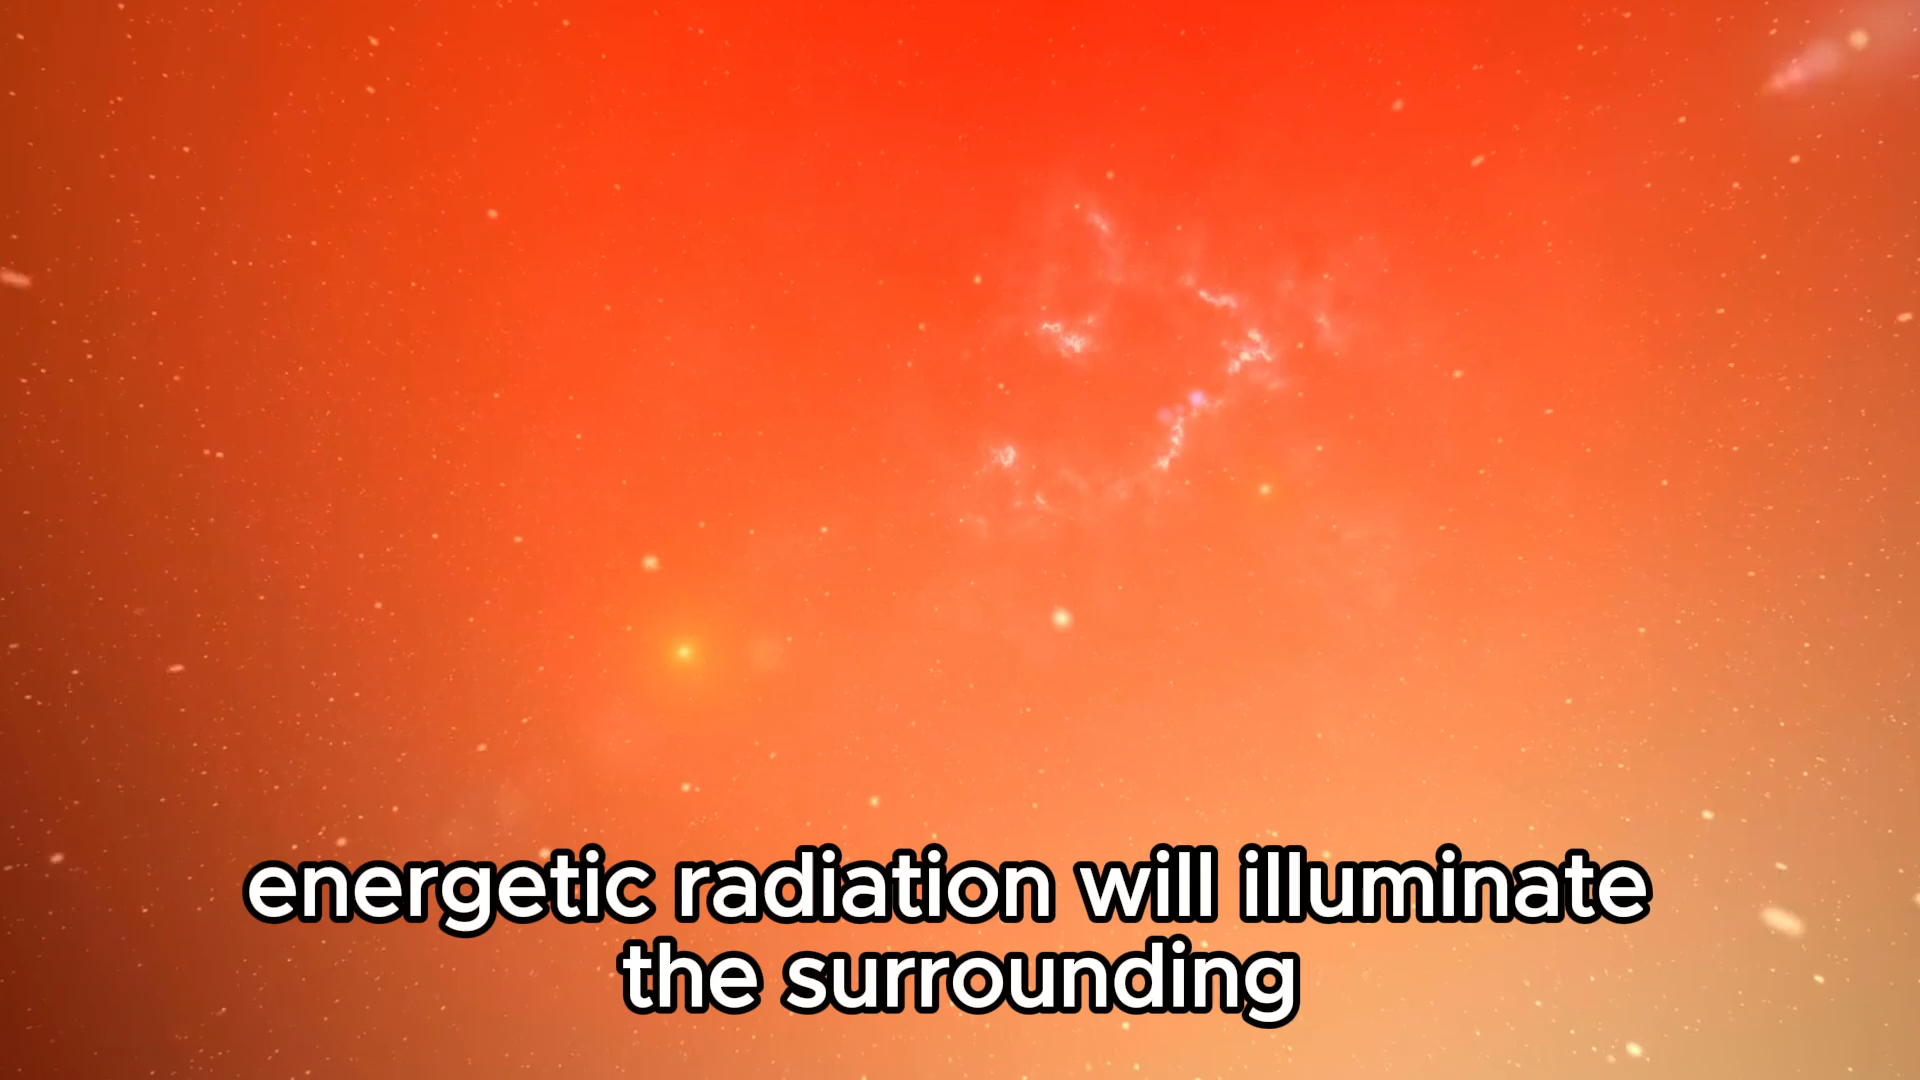 energetic radiation will illuminate
the surrounding